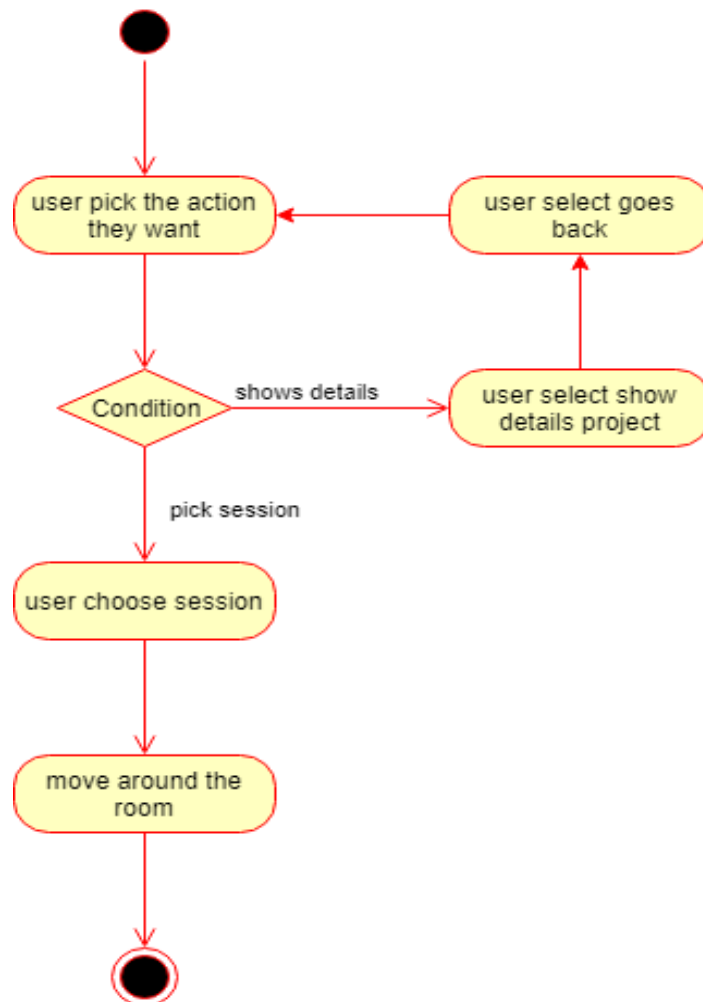 user pick the action
they want
user select goes
back
Condition
shows details
user select show
details project
pick session
user choose session
move around the
room